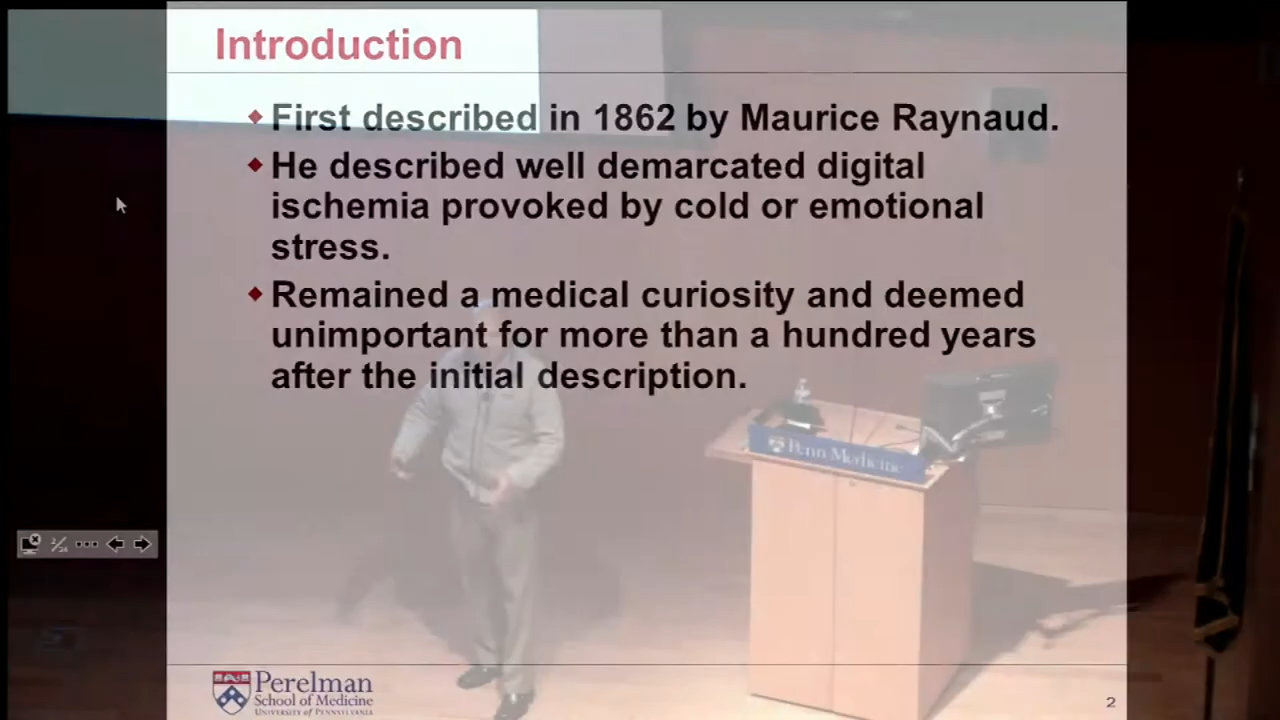 Introduction
First described in 1862 by Maurice Raynaud.
He described well demarcated digital
ischemia provoked by cold or emotional
stress.
Remained a medical curiosity and deemed
unimportant for more than a hundred years
after the initial description.
Penn Medicine
Perelman
School of Medicine
University of Pennsylvania
2